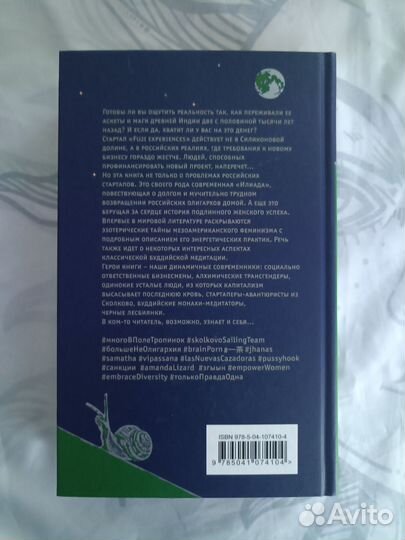 Готовы ли вы ощутить реальность так, как переживали ее
аскеты и маги древней Индии две с половиной тысячи лет
назад? И если да, хватит ли у вас на это денег?
Стартап «Fuji experiences» действует не в Силиконовой
долине, а в российских реалиях, где требования к новому
бизнесу гораздо жестче. Людей, способных
профинансировать новый проект, наперечет...
Но эта книга не только о проблемах российских
стартапов. Это своего рода современная «Илиада»,
повествующая о долгом и мучительно трудном
возвращении российских олигархов домой. А еще это
берущая за сердце история подлинного женского успеха.
Впервые в мировой литературе раскрываются
эзотерические тайны мезоамериканского феминизма с
подробным описанием его энергетических практик. Речь
также идет о некоторых интересных аспектах
классической буддийской медитации.
Герои книги – наши динамичные современники: социально
ответственные бизнесмены, алхимические трансгендеры,
одинокие усталые люди, из которых капитализм
высасывает последнюю кровь, стартаперы-авантюристы из
Сколково, буддийские монахи-медитаторы,
черные лесбиянки.
В ком-то читатель, возможно, узнает и себя...
#многоВПолеТропинок #skolkovoSailingTeam
#большеНеОлигархия #brainPorn #一茶 #jhanas
#samatha #vipassana #lasNuevasCazadoras #pussyhook
#санкции #amandaLizard #згыын #empowerWomen
#embraceDiversity #толькоПравдаОдна
ISBN 978-5-04-107410-4
9 785041 074104 >
Avito